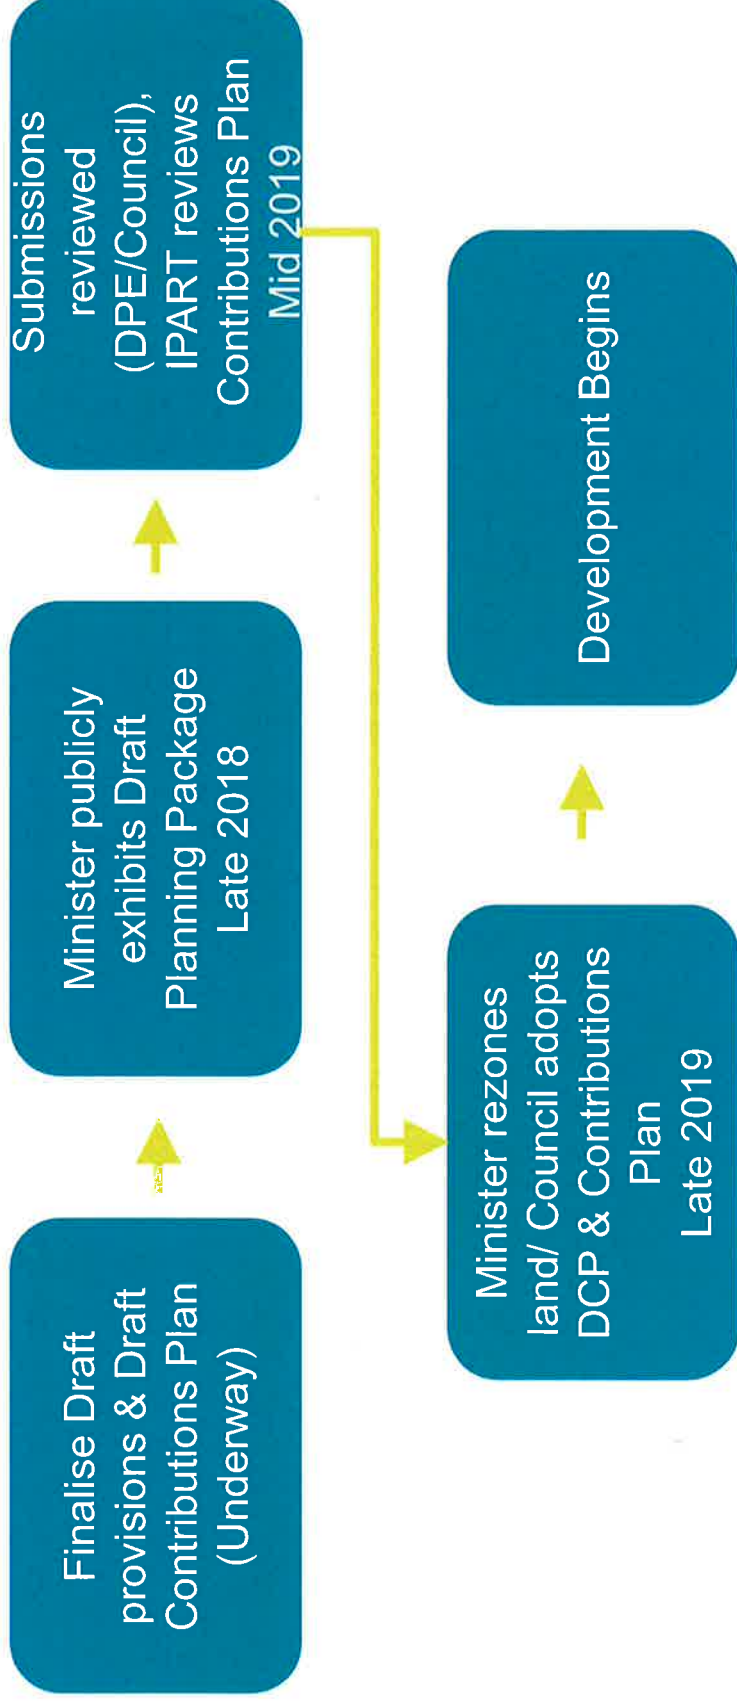 Finalise Draft
provisions & Draft
Contributions Plan
(Underway)
Minister publicly
exhibits Draft
Planning Package
Late 2018
Submissions
reviewed
(DPE/Council),
IPART reviews
Contributions Plan
Mid 2019
Minister rezones
land/ Council adopts
DCP & Contributions
Plan
Late 2019
Development Begins